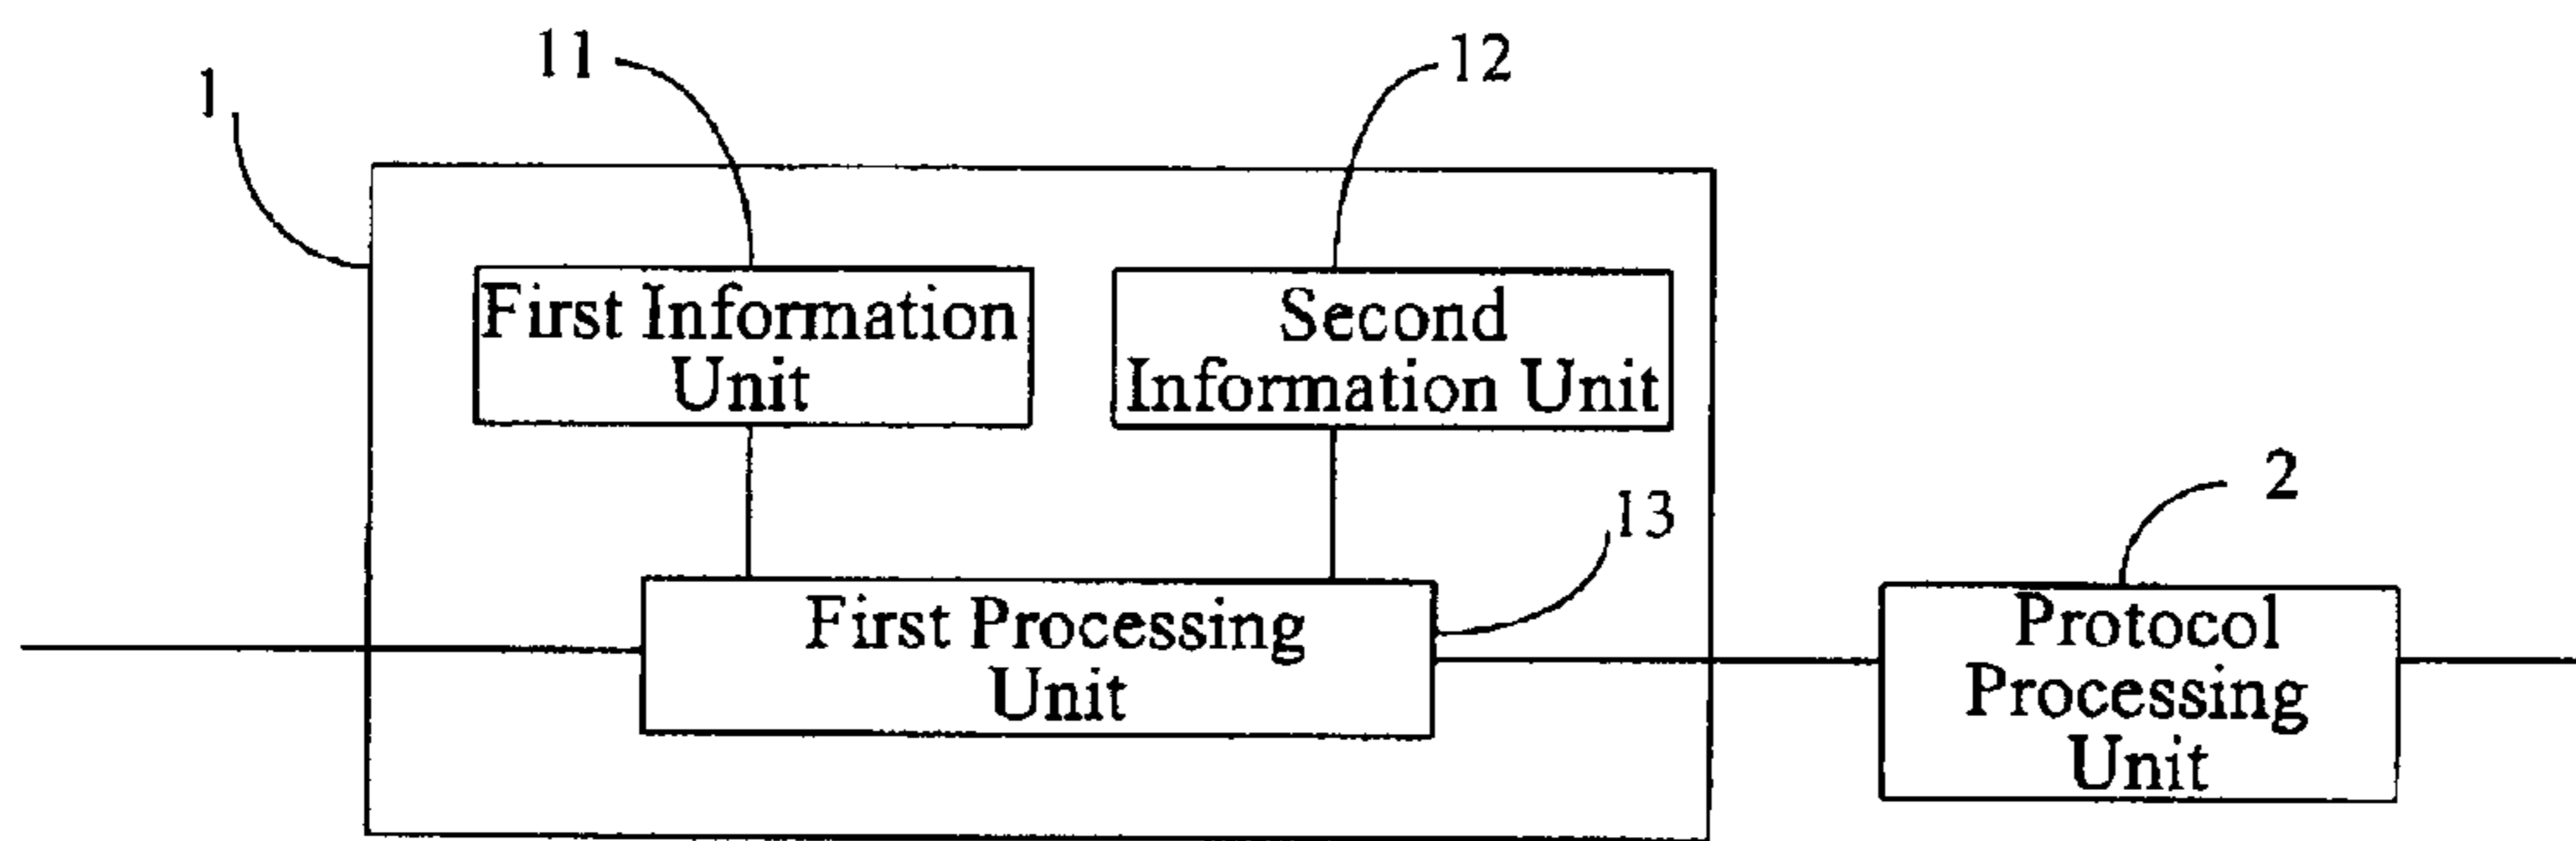 11
12
1
First Information
Unit
Second
Information Unit
2
13
First Processing
Unit
Protocol
Processing
Unit